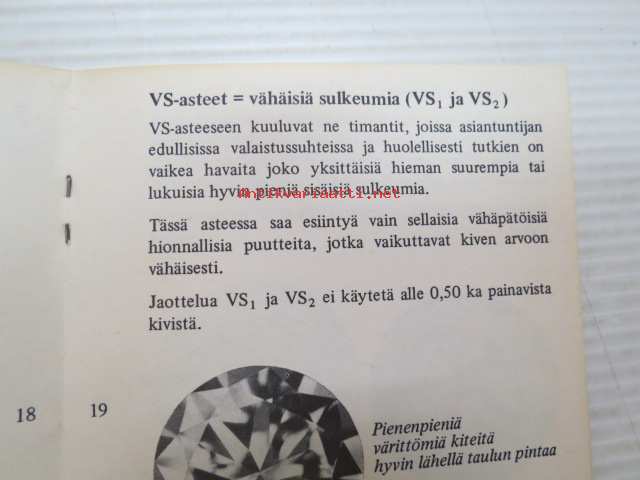 VS-asteet = vähäisiä sulkeumia (VS₁ ja VS₂)
VS-asteeseen kuuluvat ne timantit, joissa asiantuntijan
edullisissa valaistussuhteissa ja huolellisesti tutkien on
vaikea havaita joko yksittäisiä hieman suurempia tai
lukuisia hyvin pieniä sisäisiä sulkeumia.
Antikvariaatti.net
Tässä asteessa saa esiintyä vain sellaisia vähäpätöisiä
hionnallisia puutteita, jotka vaikuttavat kiven arvoon
vähäisesti.
Jaottelua VS₁ ja VS₂ ei käytetä alle 0,50 ka painavista
kivistä.
18
19
Pienenpieniä
värittömiä kiteitä
hyvin lähellä taulun pintaa